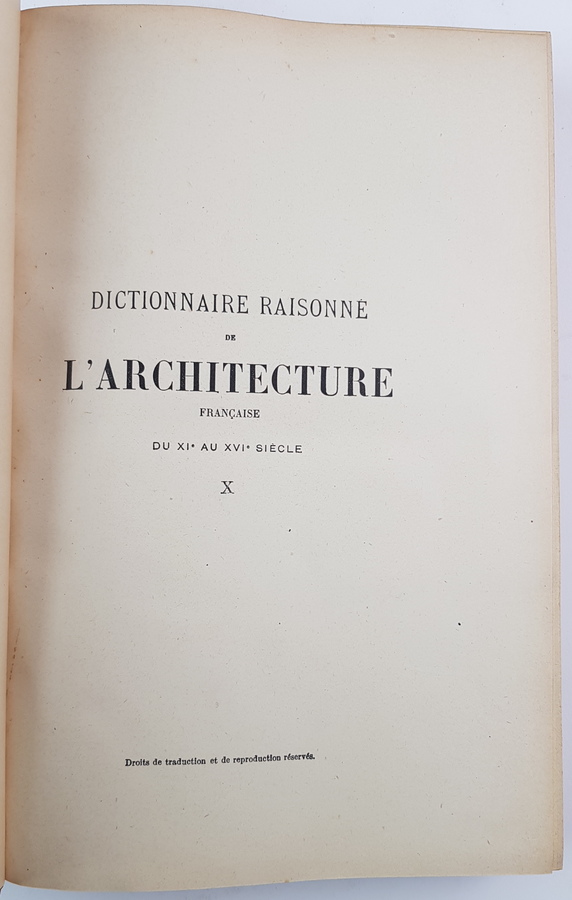 DICTIONNAIRE RAISONNÉ
DE
L'ARCHITECTURE
FRANÇAISE
DU XIᵉ AU XVIᵉ SIÈCLE
X
Droits de traduction et de reproduction réservés.